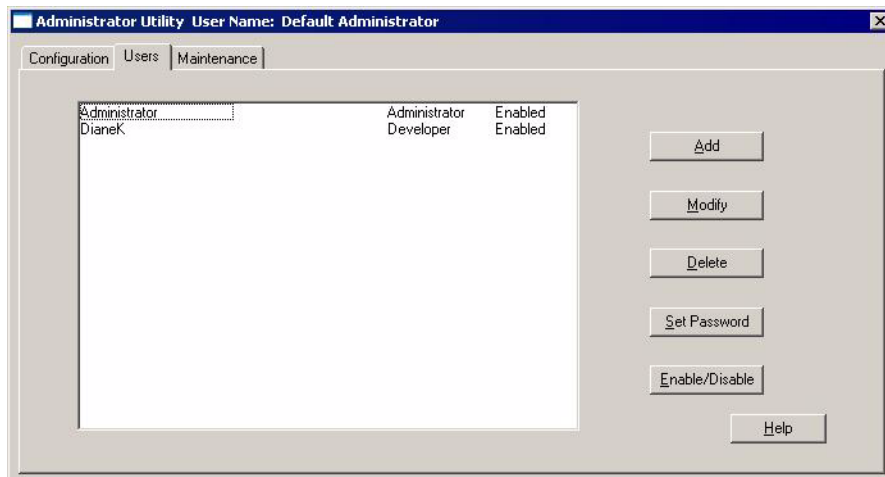 Administrator Utility User Name: Default Administrator
Configuration Users Maintenance
Administrator Administrator Enabled
DianeK Developer Enabled
Add
Modify
Delete
Set Password
Enable/Disable
Help